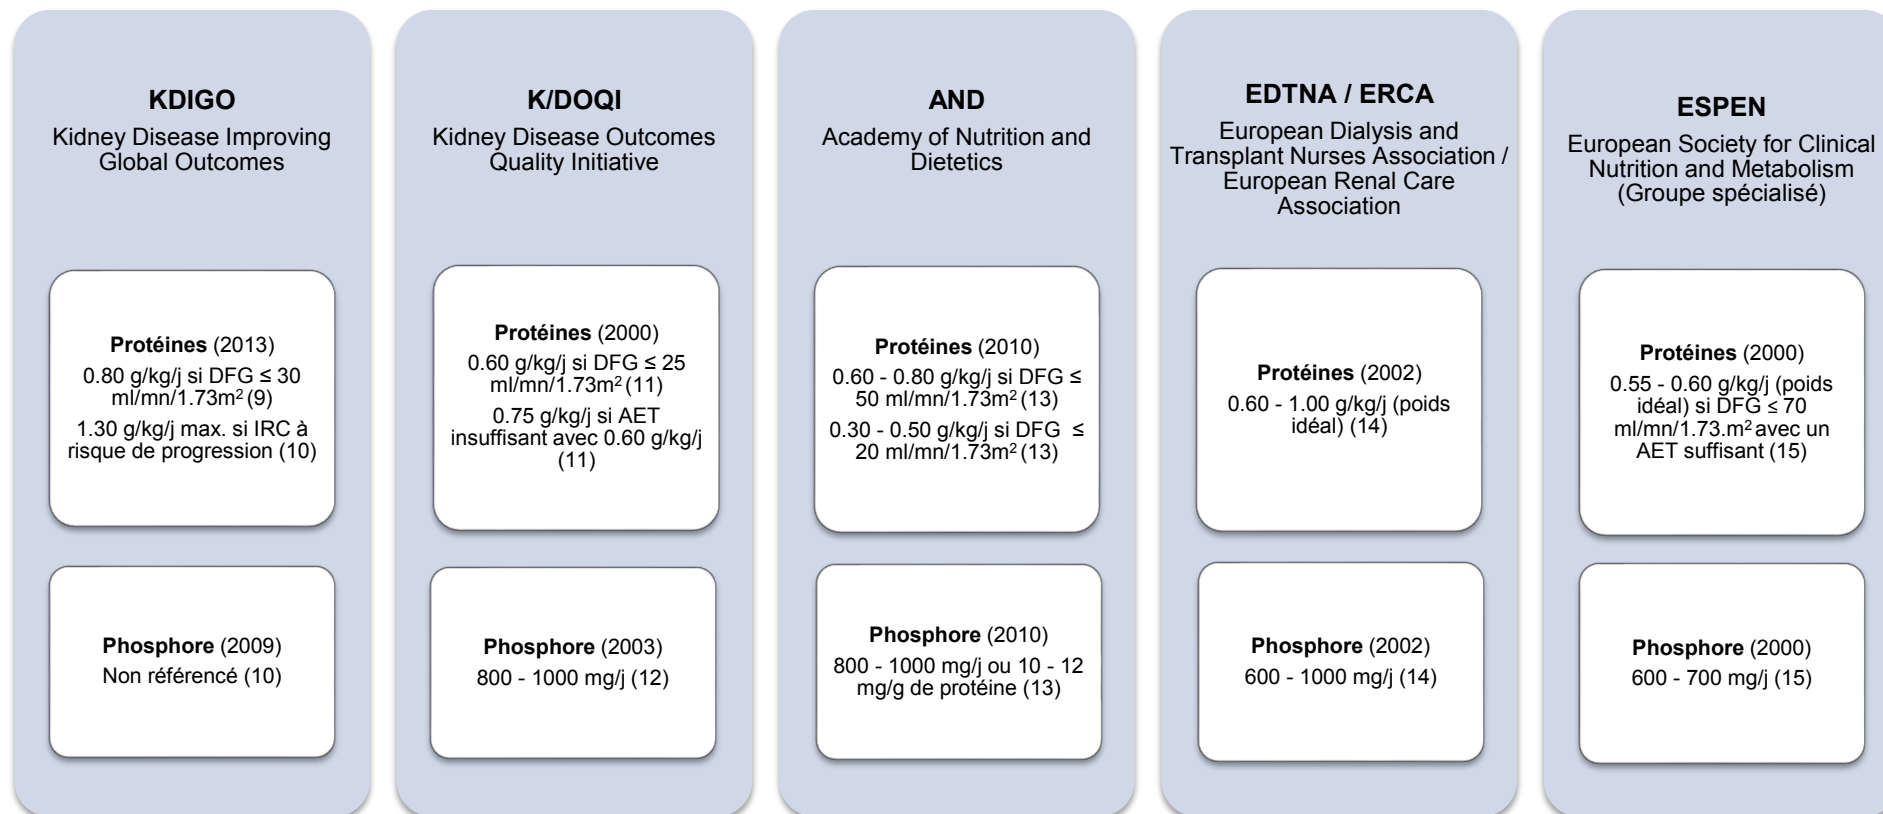 KDIGO
Kidney Disease Improving
Global Outcomes
Protéines (2013)
0.80 g/kg/j si DFG ≤ 30
ml/mn/1.73m² (9)
1.30 g/kg/j max. si IRC à
risque de progression (10)
Phosphore (2009)
Non référencé (10)
K/DOQI
Kidney Disease Outcomes
Quality Initiative
Protéines (2000)
0.60 g/kg/j si DFG ≤ 25
ml/mn/1.73m² (11)
0.75 g/kg/j si AET
insuffisant avec 0.60 g/kg/j
(11)
Phosphore (2003)
800 - 1000 mg/j (12)
AND
Academy of Nutrition and
Dietetics
Protéines (2010)
0.60 - 0.80 g/kg/j si DFG ≤
50 ml/mn/1.73m² (13)
0.30 - 0.50 g/kg/j si DFG ≤
20 ml/mn/1.73m² (13)
Phosphore (2010)
800 - 1000 mg/j ou 10 - 12
mg/g de protéine (13)
EDTNA / ERCA
European Dialysis and
Transplant Nurses Association /
European Renal Care
Association
Protéines (2002)
0.60 - 1.00 g/kg/j (poids
idéal) (14)
Phosphore (2002)
600 - 1000 mg/j (14)
ESPEN
European Society for Clinical
Nutrition and Metabolism
(Groupe spécialisé)
Protéines (2000)
0.55 - 0.60 g/kg/j (poids
idéal) si DFG ≤ 70
ml/mn/1.73.m² avec un
AET suffisant (15)
Phosphore (2000)
600 - 700 mg/j (15)